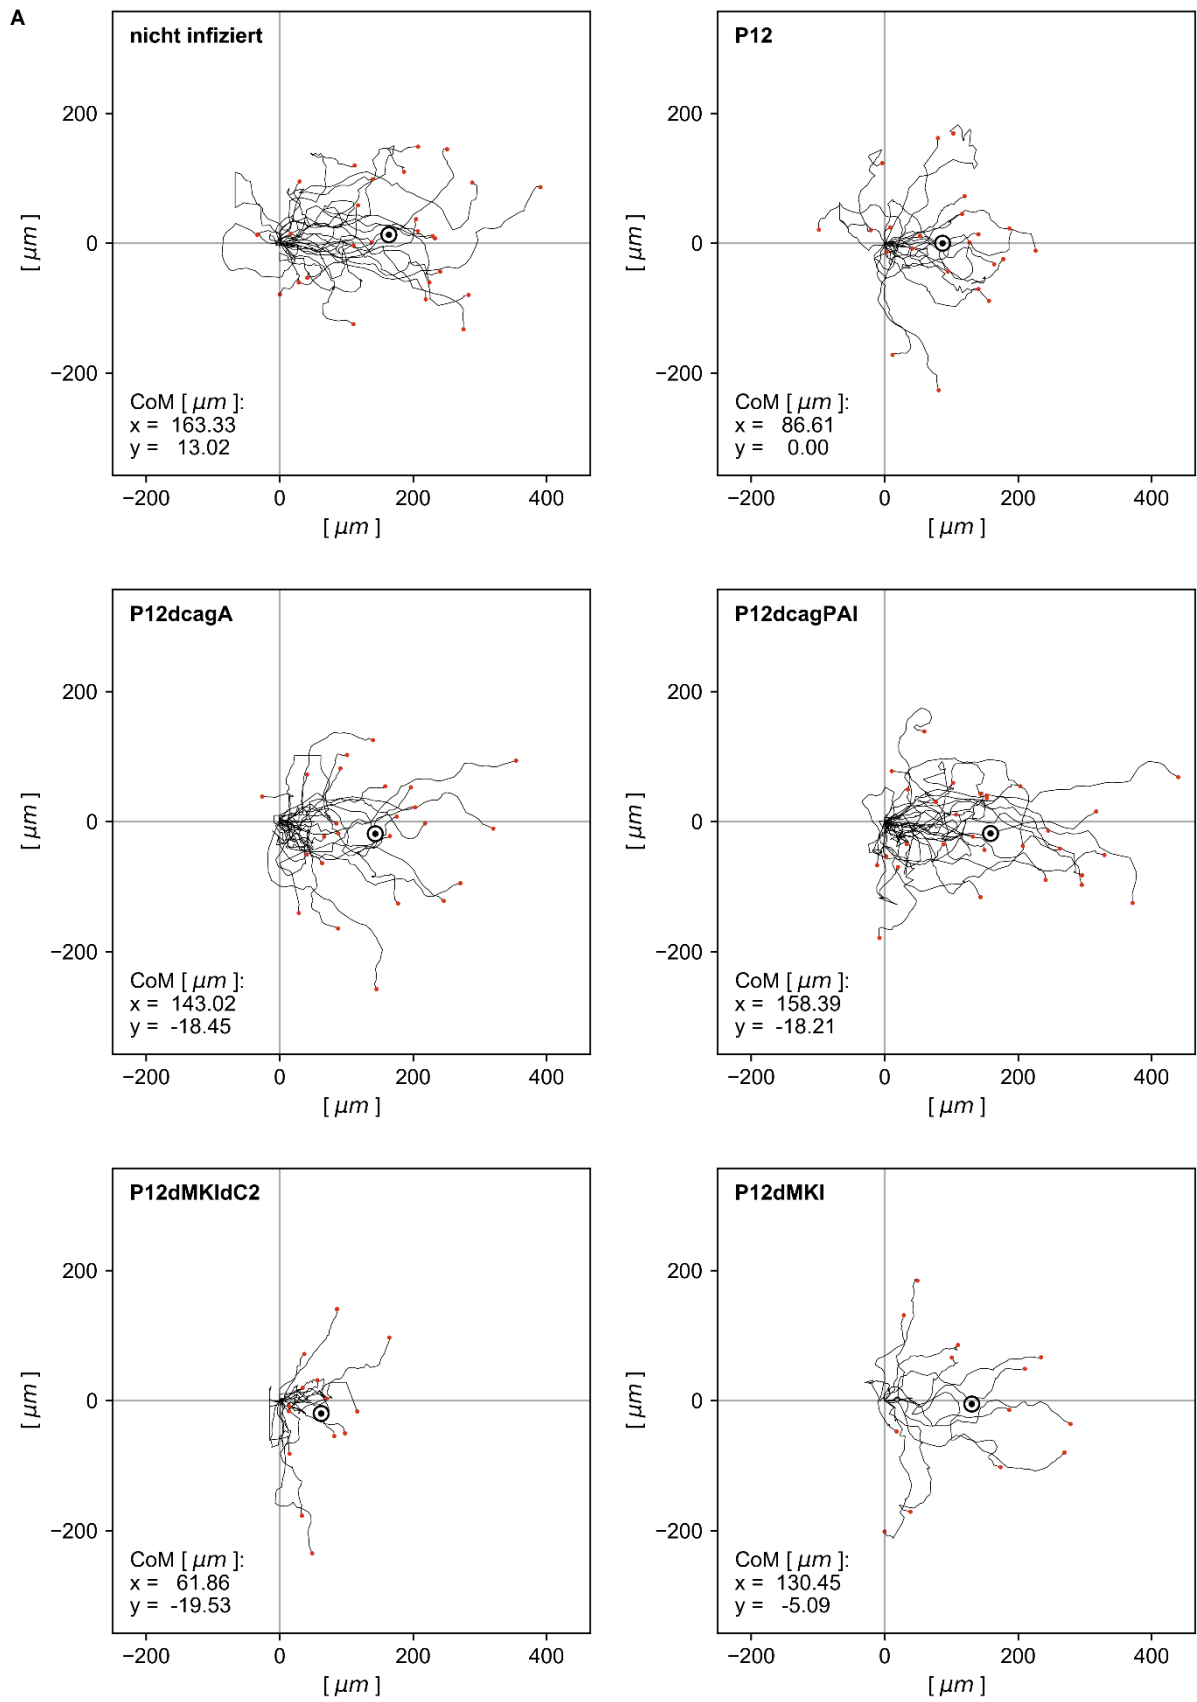 A
nicht infiziert
200
0
−200
[ µm ]
CoM [ µm ]:
x = 163.33
y = 13.02
−200 0 200 400
[ µm ]
P12
200
0
−200
[ µm ]
CoM [ µm ]:
x = 86.61
y = 0.00
−200 0 200 400
[ µm ]
P12dcagA
200
0
−200
[ µm ]
CoM [ µm ]:
x = 143.02
y = -18.45
−200 0 200 400
[ µm ]
P12dcagPAI
200
0
−200
[ µm ]
CoM [ µm ]:
x = 158.39
y = -18.21
−200 0 200 400
[ µm ]
P12dMKIdC2
200
0
−200
[ µm ]
CoM [ µm ]:
x = 61.86
y = -19.53
−200 0 200 400
[ µm ]
P12dMKI
200
0
−200
[ µm ]
CoM [ µm ]:
x = 130.45
y = -5.09
−200 0 200 400
[ µm ]